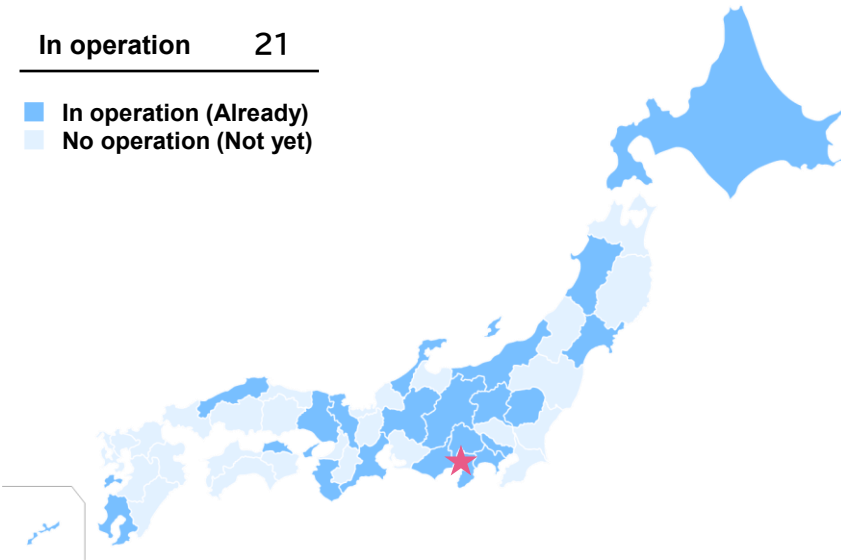 In operation 21
In operation (Already)
No operation (Not yet)